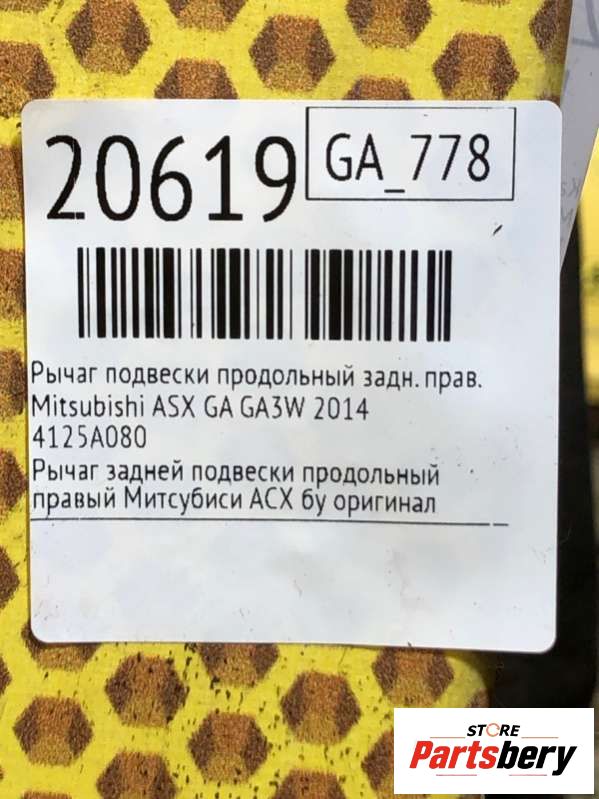 20619
GA_778
Рычаг подвески продольный задн. прав.
Mitsubishi ASX GA GA3W 2014
4125A080
Рычаг задней подвески продольный
правый Митсубиси АСХ бу оригинал
STORE
Partsbery